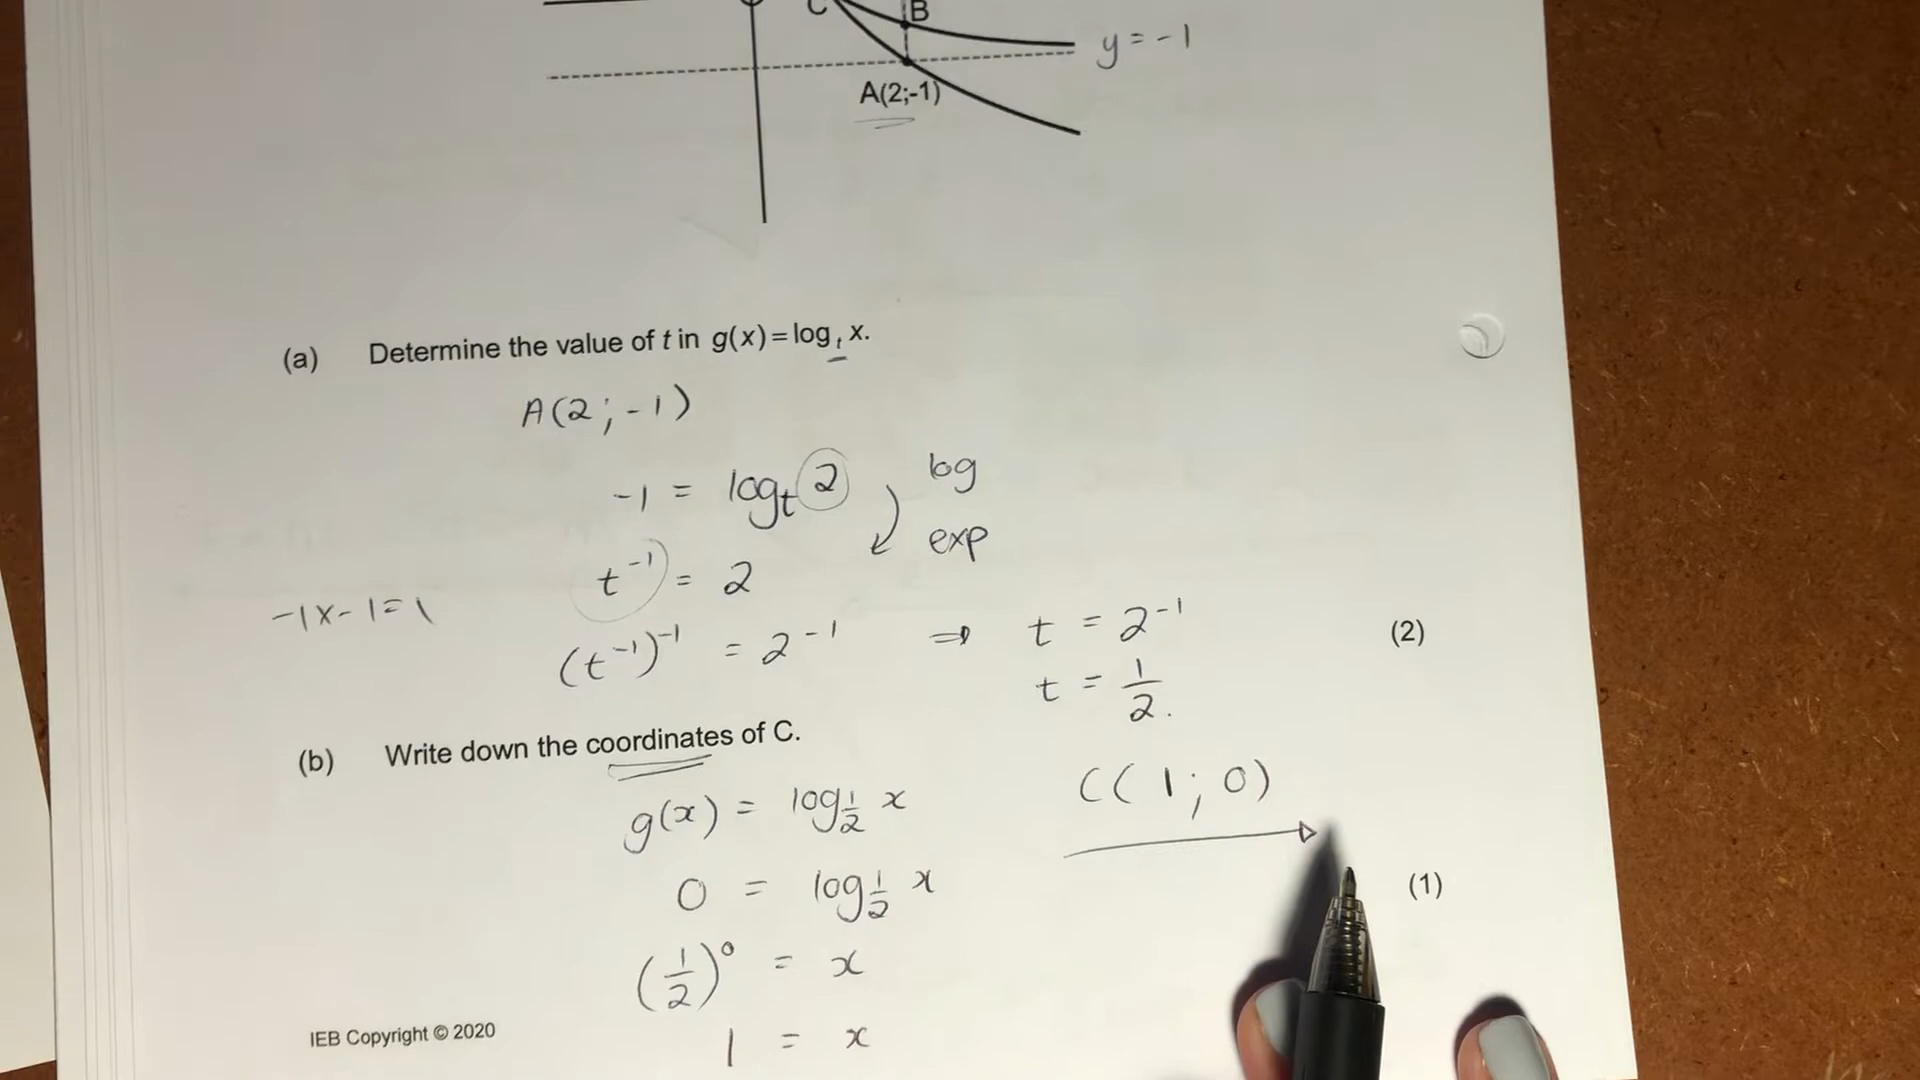 C
B
y = -1
A(2;-1)
(a) Determine the value of t in g(x)=log_t x.
A(2;-1)
-1 = log_t 2 log
t^-1 = 2 exp
-1x-1=1
(t^-1)^-1 = 2^-1 ⇒ t = 2^-1 (2)
t = 1/2.
(b) Write down the coordinates of C.
C(1;0)
g(x) = log_1/2 x
0 = log_1/2 x (1)
(1/2)^0 = x
1 = x
IEB Copyright © 2020